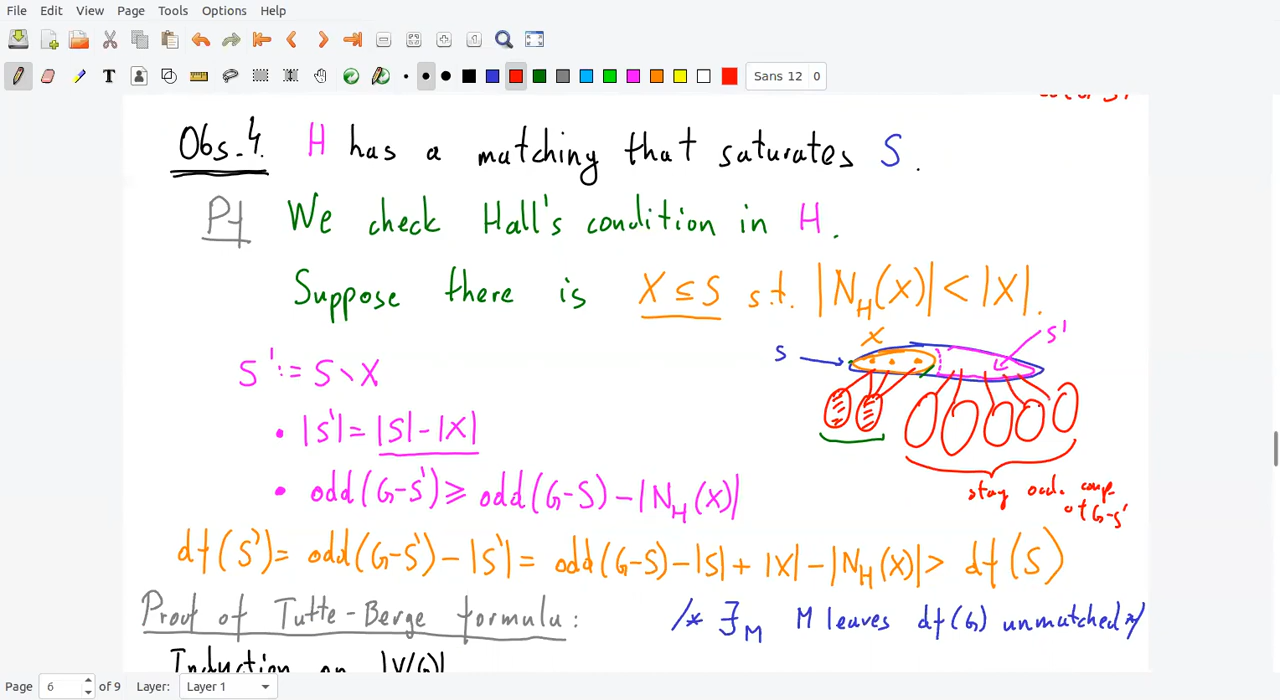 File Edit View Page Tools Options Help
Sans 12 0
Obs. 4. H has a matching that saturates S.
Pf We check Hall's condition in H.
Suppose there is X ⊆ S s.t. |N_H(X)| < |X|.
X S'
S
S' := S \ X
• |S'| = |S| - |X|
• odd(G-S') ≥ odd(G-S) - |N_H(X)|
stay odd. comp.
of G-S'
df(S') = odd(G-S') - |S'| = odd(G-S) - |S| + |X| - |N_H(X)| > df(S)
Proof of Tutte-Berge formula: /* ∃_M M leaves df(G) unmatched */
Induction on |V(G)|
Page 6 of 9 Layer: Layer 1